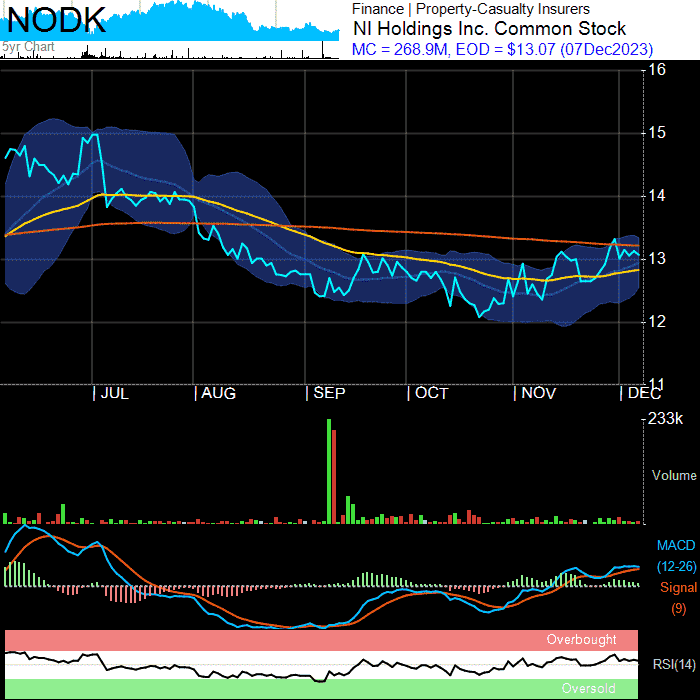 NODK
5yr Chart
Finance | Property-Casualty Insurers
NI Holdings Inc. Common Stock
MC = 268.9M, EOD = $13.07 (07Dec2023)
16
15
14
13
12
11
JUL
AUG
SEP
OCT
NOV
DEC
233k
Volume
MACD
(12-26)
Signal
(9)
Overbought
RSI(14)
Oversold